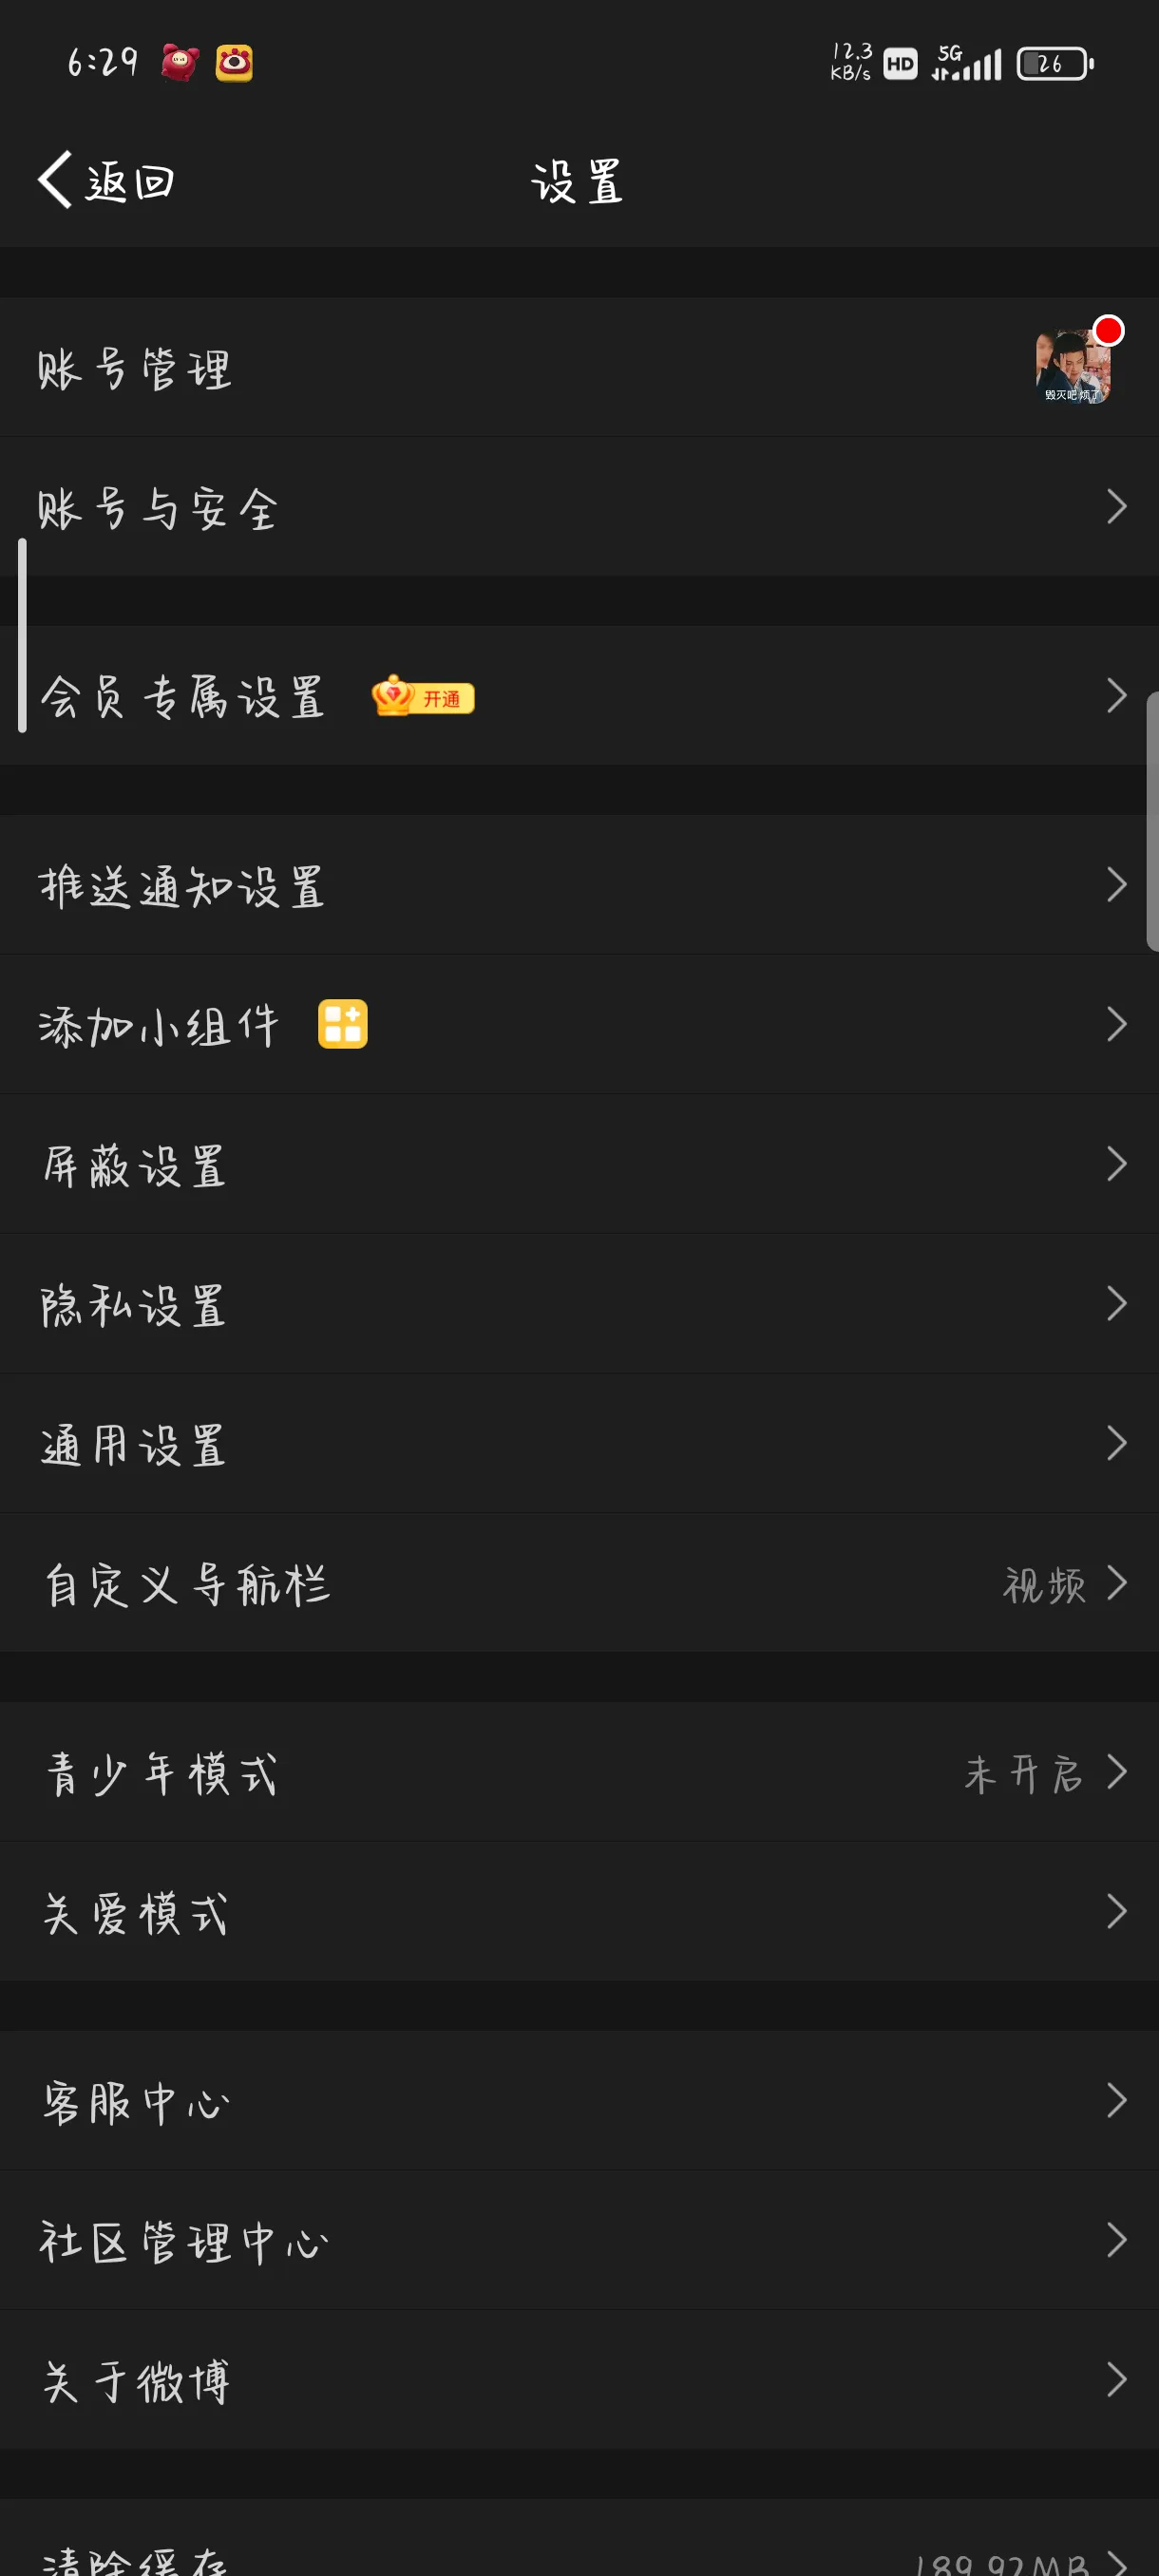 6:29
12.3 KB/s HD 5G 26
返回
设置
账号管理
毁灭吧 烦了
账号与安全
会员专属设置 开通
推送通知设置
添加小组件
屏蔽设置
隐私设置
通用设置
自定义导航栏 视频
青少年模式 未开启
关爱模式
客服中心
社区管理中心
关于微博
清除缓存 189.92MB